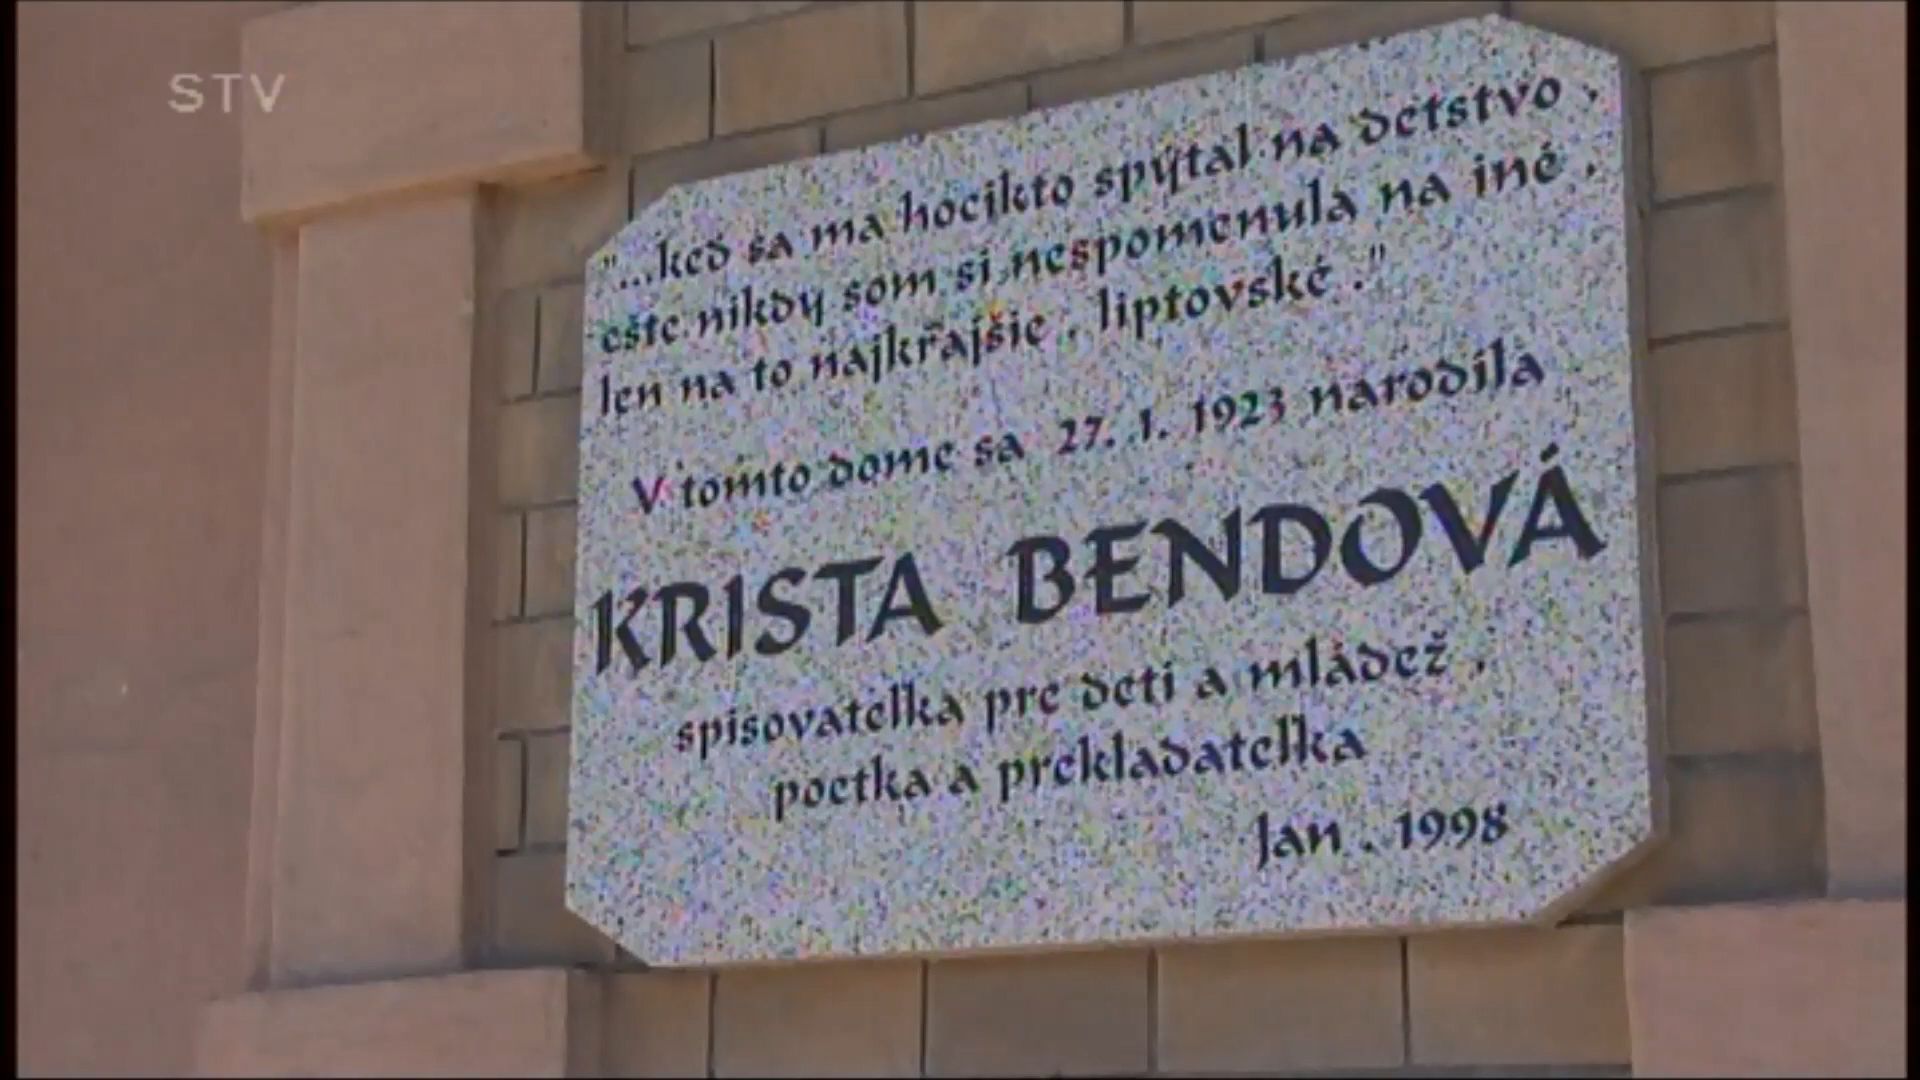 STV
"...keď sa ma hocikto spýtal na detstvo ,
ešte nikdy som si nespomenula na iné ,
len na to najkrajšie , liptovské ."
V tomto dome sa 27. 1. 1923 narodila
KRISTA BENDOVÁ
spisovateľka pre deti a mládež ,
poetka a prekladateľka
Jan . 1998